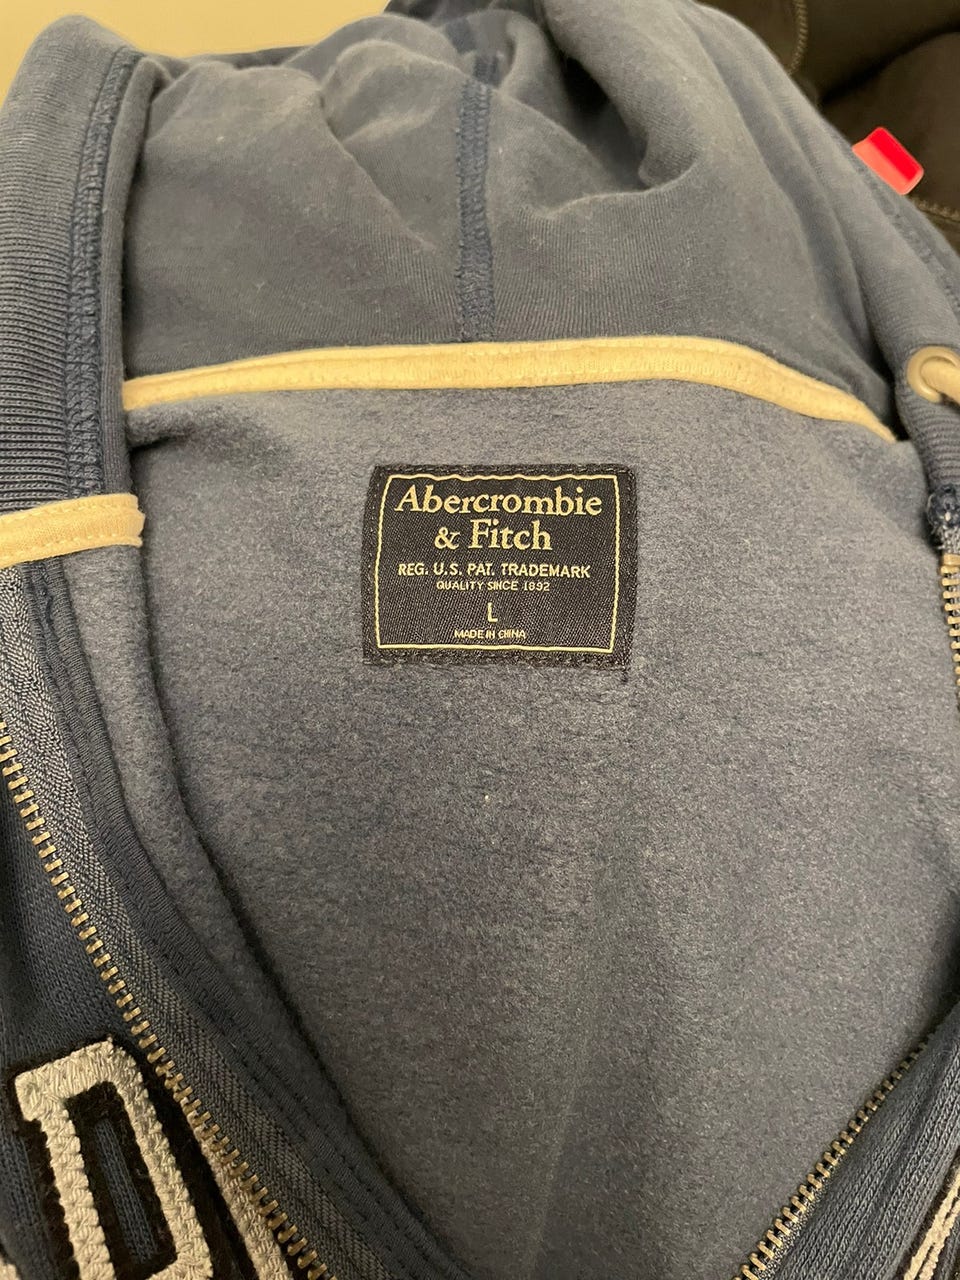 Abercrombie
& Fitch
REG. U.S. PAT. TRADEMARK
QUALITY SINCE 1892
L
MADE IN CHINA